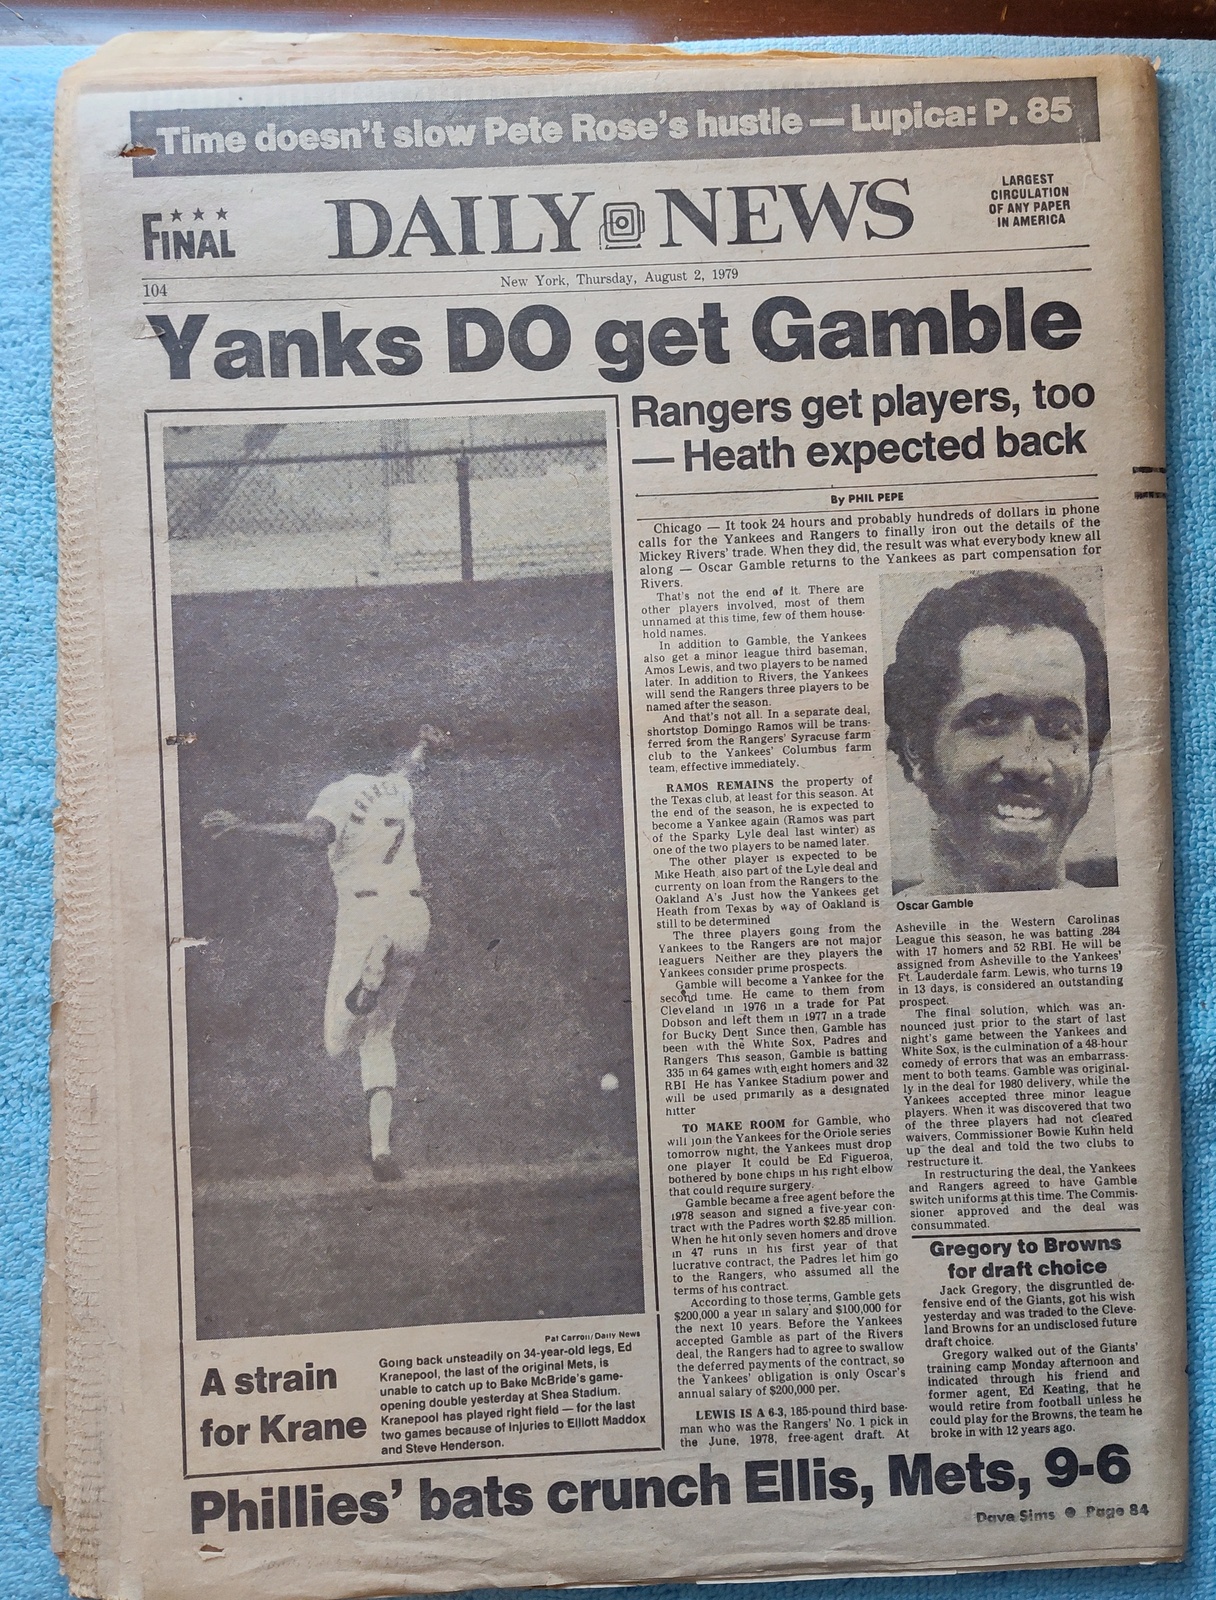 Time doesn't slow Pete Rose's hustle — Lupica: P. 85
FINAL
DAILY NEWS
LARGEST
CIRCULATION
OF ANY PAPER
IN AMERICA
104
New York, Thursday, August 2, 1979
Yanks DO get Gamble
Rangers get players, too
— Heath expected back
By PHIL PEPE
Chicago — It took 24 hours and probably hundreds of dollars in phone
calls for the Yankees and Rangers to finally iron out the details of the
Mickey Rivers' trade. When they did, the result was what everybody knew all
along — Oscar Gamble returns to the Yankees as part compensation for
Rivers.
That's not the end of it. There are
other players involved, most of them
unnamed at this time, few of them house-
hold names.
In addition to Gamble, the Yankees
also get a minor league third baseman,
Amos Lewis, and two players to be named
later. In addition to Rivers, the Yankees
will send the Rangers three players to be
named after the season.
And that's not all. In a separate deal,
shortstop Domingo Ramos will be trans-
ferred from the Rangers' Syracuse farm
club to the Yankees' Columbus farm
team, effective immediately.
RAMOS REMAINS the property of
the Texas club, at least for this season. At
the end of the season, he is expected to
become a Yankee again (Ramos was part
of the Sparky Lyle deal last winter) as
one of the two players to be named later.
The other player is expected to be
Mike Heath, also part of the Lyle deal and
currenty on loan from the Rangers to the
Oakland A's Just how the Yankees get
Heath from Texas by way of Oakland is
still to be determined
The three players going from the
Yankees to the Rangers are not major
leaguers Neither are they players the
Yankees consider prime prospects.
Gamble will become a Yankee for the
second time. He came to them from
Cleveland in 1976 in a trade for Pat
Dobson and left them in 1977 in a trade
for Bucky Dent Since then, Gamble has
been with the White Sox, Padres and
Rangers This season, Gamble is batting
335 in 64 games with eight homers and 32
RBI He has Yankee Stadium power and
will be used primarily as a designated
hitter
TO MAKE ROOM for Gamble, who
will join the Yankees for the Oriole series
tomorrow night, the Yankees must drop
one player It could be Ed Figueroa,
bothered by bone chips in his right elbow
that could require surgery.
Gamble became a free agent before the
1978 season and signed a five-year con-
tract with the Padres worth $2.85 million.
When he hit only seven homers and drove
in 47 runs in his first year of that
lucrative contract, the Padres let him go
to the Rangers, who assumed all the
terms of his contract.
According to those terms, Gamble gets
$200,000 a year in salary and $100,000 for
the next 10 years. Before the Yankees
accepted Gamble as part of the Rivers
deal, the Rangers had to agree to swallow
the deferred payments of the contract, so
the Yankees' obligation is only Oscar's
annual salary of $200,000 per.
LEWIS IS A 6-3, 185-pound third base-
man who was the Rangers' No. 1 pick in
the June, 1978, free-agent draft. At
Oscar Gamble
Asheville in the Western Carolinas
League this season, he was batting .284
with 17 homers and 52 RBI. He will be
assigned from Asheville to the Yankees'
Ft. Lauderdale farm. Lewis, who turns 19
in 13 days, is considered an outstanding
prospect.
The final solution, which was an-
nounced just prior to the start of last
night's game between the Yankees and
White Sox, is the culmination of a 48-hour
comedy of errors that was an embarrass-
ment to both teams. Gamble was original-
ly in the deal for 1980 delivery, while the
Yankees accepted three minor league
players. When it was discovered that two
of the three players had not cleared
waivers, Commissioner Bowie Kuhn held
up the deal and told the two clubs to
restructure it.
In restructuring the deal, the Yankees
and Rangers agreed to have Gamble
switch uniforms at this time. The Commis-
sioner approved and the deal was
consummated.
Gregory to Browns
for draft choice
Jack Gregory, the disgruntled de-
fensive end of the Giants, got his wish
yesterday and was traded to the Cleve-
land Browns for an undisclosed future
draft choice.
Gregory walked out of the Giants'
training camp Monday afternoon and
indicated through his friend and
former agent, Ed Keating, that he
would retire from football unless he
could play for the Browns, the team he
broke in with 12 years ago.
7
Pat Carroll/Daily News
A strain
for Krane
Going back unsteadily on 34-year-old legs, Ed
Kranepool, the last of the original Mets, is
unable to catch up to Bake McBride's game-
opening double yesterday at Shea Stadium.
Kranepool has played right field — for the last
two games because of injuries to Elliott Maddox
and Steve Henderson.
Phillies' bats crunch Ellis, Mets, 9-6
Dave Sims ● Page 84